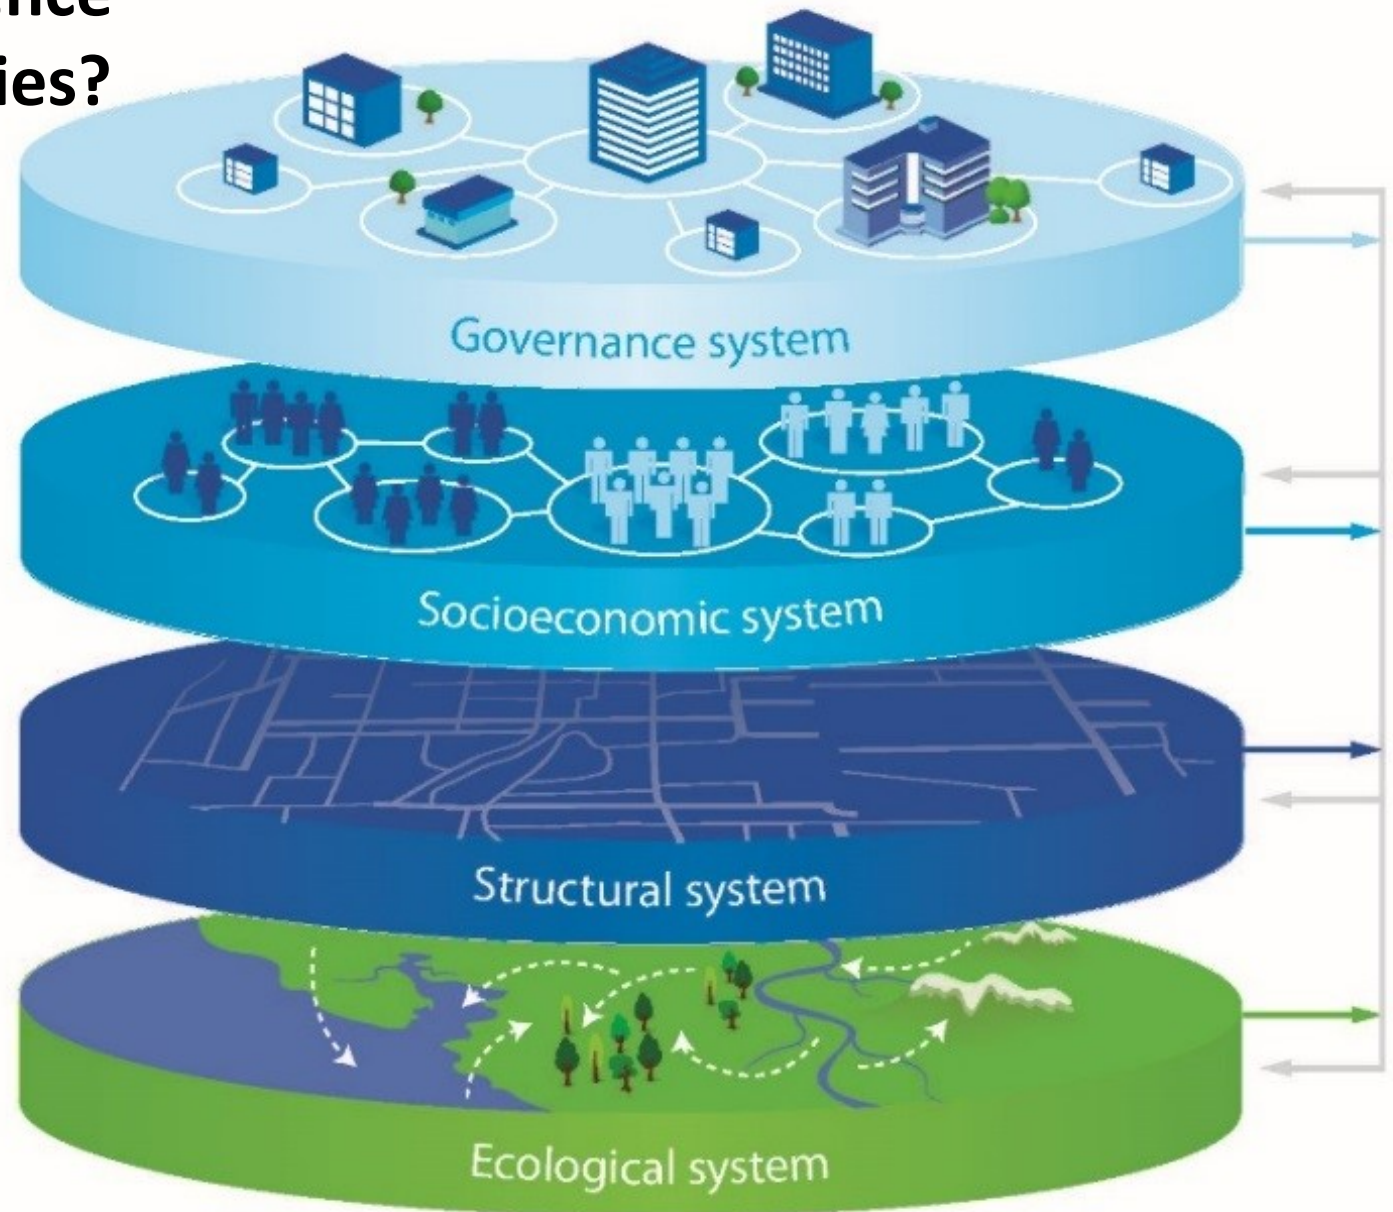 ies?
Governance system
Socioeconomic system
Structural system
Ecological system